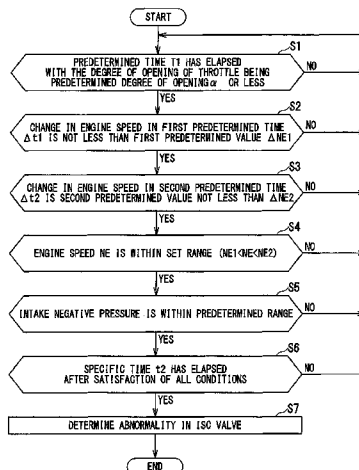 START
S1
PREDETERMINED TIME T1 HAS ELAPSED
WITH THE DEGREE OF OPENING OF THROTTLE BEING
PREDETERMINED DEGREE OF OPENING α OR LESS
NO
YES
S2
CHANGE IN ENGINE SPEED IN FIRST PREDETERMINED TIME
Δt1 IS NOT LESS THAN FIRST PREDETERMINED VALUE ΔNE1
NO
YES
S3
CHANGE IN ENGINE SPEED IN SECOND PREDETERMINED TIME
Δt2 IS SECOND PREDETERMINED VALUE NOT LESS THAN ΔNE2
NO
YES
S4
ENGINE SPEED NE IS WITHIN SET RANGE (NE1<NE<NE2)
NO
YES
S5
INTAKE NEGATIVE PRESSURE IS WITHIN PREDETERMINED RANGE
NO
YES
S6
SPECIFIC TIME t2 HAS ELAPSED
AFTER SATISFACTION OF ALL CONDITIONS
NO
YES
S7
DETERMINE ABNORMALITY IN ISC VALVE
END